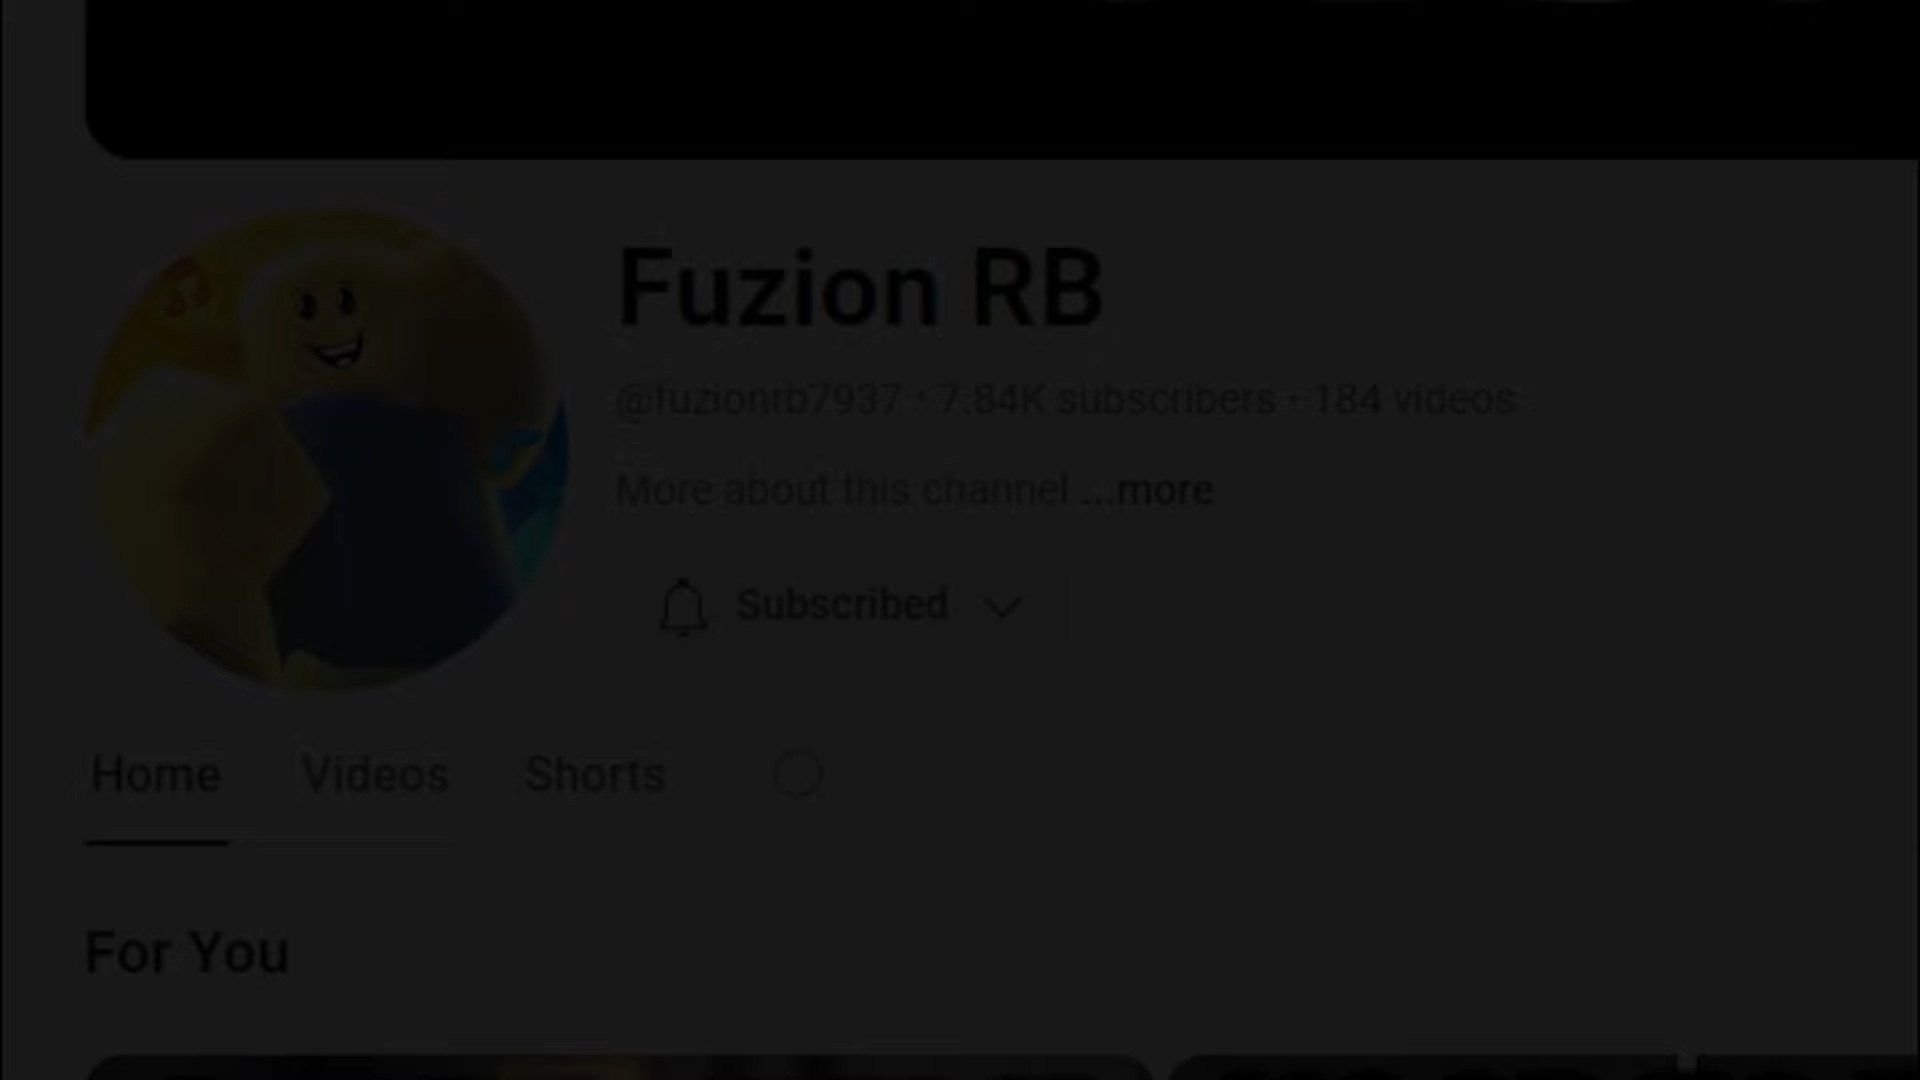 Fuzion RB
@fuzionrb7937 · 7.84K subscribers · 184 videos
More about this channel ...more
Subscribed
Home Videos Shorts
For You